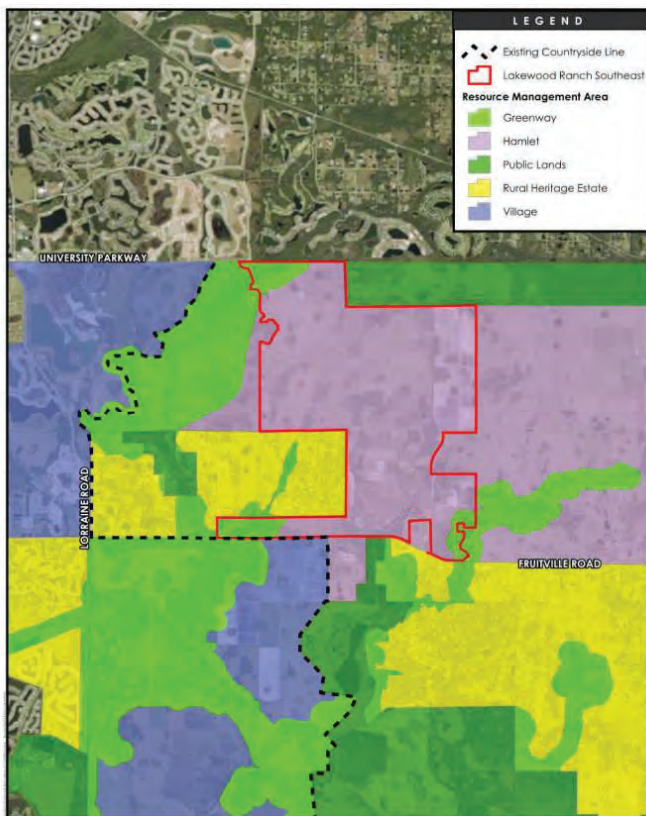 LEGEND
Existing Countryside Line
Lakewood Ranch Southeast
Resource Management Area
Greenway
Hamlet
Public Lands
Rural Heritage Estate
Village
UNIVERSITY PARKWAY
LORRAINE ROAD
FRUITVILLE ROAD